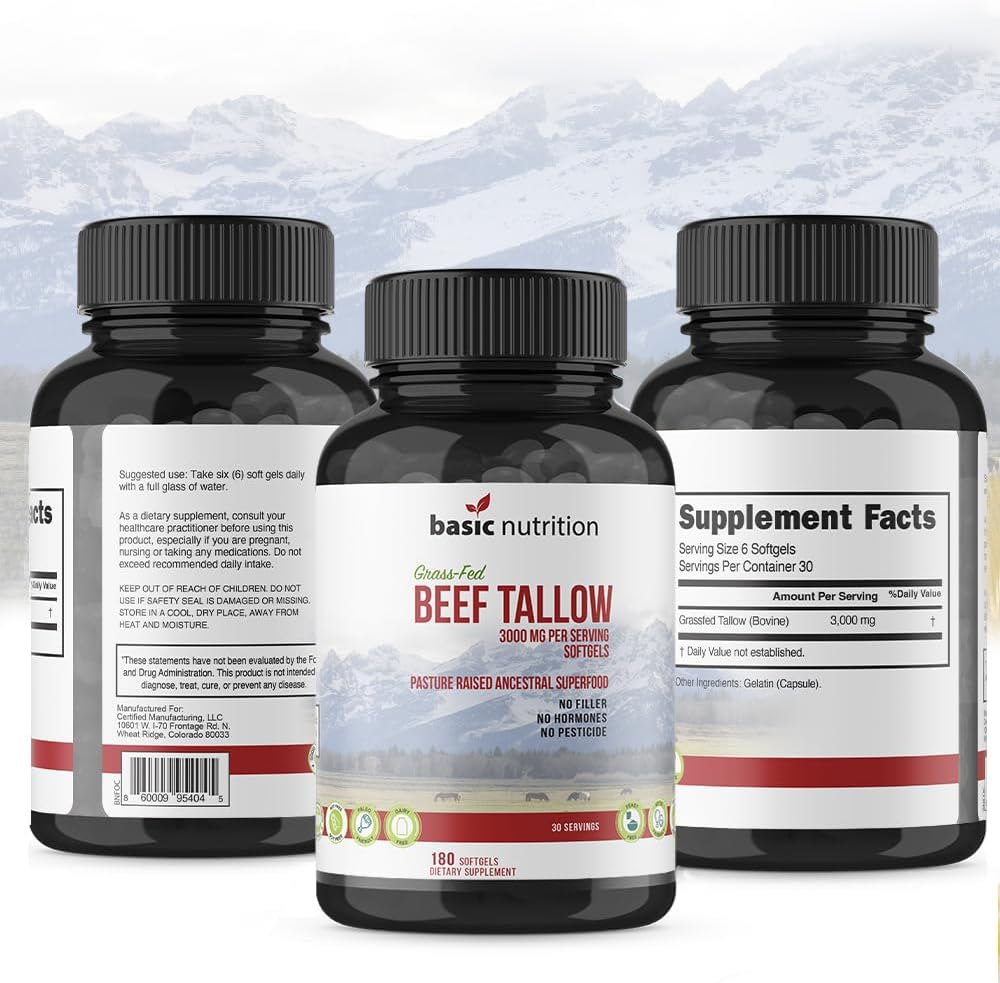 acts
%Daily Value
†
Suggested use: Take six (6) soft gels daily
with a full glass of water.
As a dietary supplement, consult your
healthcare practitioner before using this
product, especially if you are pregnant,
nursing or taking any medications. Do not
exceed recommended daily intake.
KEEP OUT OF REACH OF CHILDREN. DO NOT
USE IF SAFETY SEAL IS DAMAGED OR MISSING.
STORE IN A COOL, DRY PLACE, AWAY FROM
HEAT AND MOISTURE.
*These statements have not been evaluated by the Fo
and Drug Administration. This product is not intended
diagnose, treat, cure, or prevent any disease.
Manufactured For:
Certified Manufacturing, LLC
10601 W. I-70 Frontage Rd. N.
Wheat Ridge, Colorado 80033
BNFOC
8 60009 95404 5
basic nutrition
Grass-Fed
BEEF TALLOW
3000 MG PER SERVING
SOFTGELS
PASTURE RAISED ANCESTRAL SUPERFOOD
NO FILLER
NO HORMONES
NO PESTICIDE
PALEO
FRIENDLY
DAIRY
FREE
30 SERVINGS
180 SOFTGELS
DIETARY SUPPLEMENT
Supplement Facts
Serving Size 6 Softgels
Servings Per Container 30
Amount Per Serving %Daily Value
Grassfed Tallow (Bovine) 3,000 mg †
† Daily Value not established.
Other Ingredients: Gelatin (Capsule).